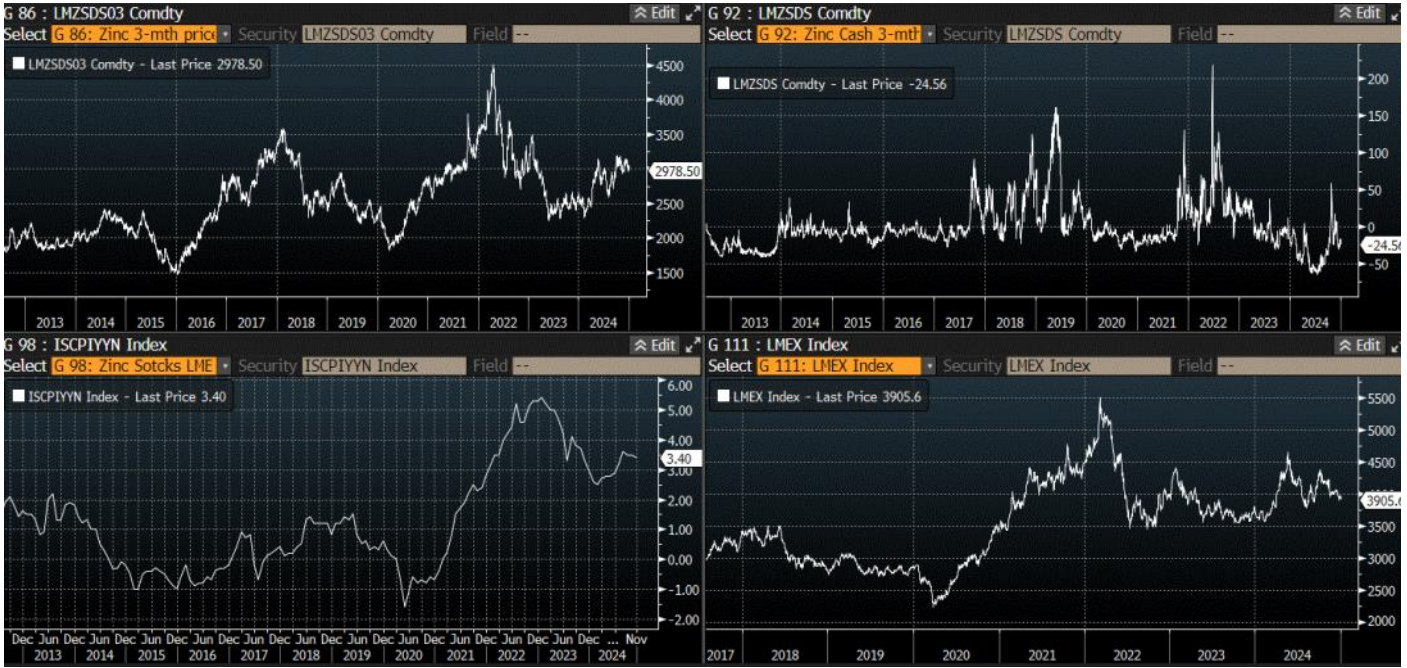 G 86 : LMZSDS03 Comdty
Edit
Select G 86: Zinc 3-mth price Security LMZSDS03 Comdty Field --
LMZSDS03 Comdty - Last Price 2978.50
4500
4000
3500
2978.50
2500
2000
1500
2013 2014 2015 2016 2017 2018 2019 2020 2021 2022 2023 2024
G 92 : LMZSDS Comdty
Edit
Select G 92: Zinc Cash 3-mth Security LMZSDS Comdty Field --
LMZSDS Comdty - Last Price -24.56
200
150
100
50
0
-24.56
-50
2013 2014 2015 2016 2017 2018 2019 2020 2021 2022 2023 2024
G 98 : ISCPIYYN Index
Edit
Select G 98: Zinc Sotcks LME Security ISCPIYYN Index Field --
ISCPIYYN Index - Last Price 3.40
6.00
5.00
4.00
3.40
3.00
2.00
1.00
0.00
-1.00
-2.00
Dec Jun Dec Jun Dec Jun Dec Jun Dec Jun Dec Jun Dec Jun Dec Jun Dec Jun Dec Jun Dec Jun Dec ... Nov
2013 2014 2015 2016 2017 2018 2019 2020 2021 2022 2023 2024
G 111 : LMEX Index
Edit
Select G 111: LMEX Index Security LMEX Index Field --
LMEX Index - Last Price 3905.6
5500
5000
4500
3905.6
3500
3000
2500
2000
2017 2018 2019 2020 2021 2022 2023 2024